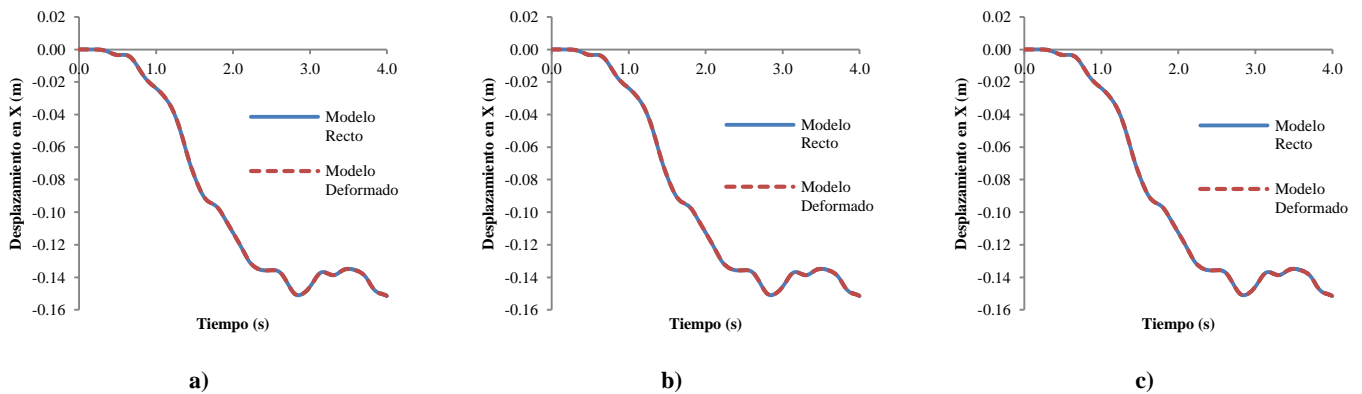 0.02
0.00
-0.02
-0.04
-0.06
-0.08
-0.10
-0.12
-0.14
-0.16
0.0 1.0 2.0 3.0 4.0
Desplazamiento en X (m)
Tiempo (s)
Modelo
Recto
Modelo
Deformado
a)
0.02
0.00
-0.02
-0.04
-0.06
-0.08
-0.10
-0.12
-0.14
-0.16
0.0 1.0 2.0 3.0 4.0
Desplazamiento en X (m)
Tiempo (s)
Modelo
Recto
Modelo
Deformado
b)
0.02
0.00
-0.02
-0.04
-0.06
-0.08
-0.10
-0.12
-0.14
-0.16
0.0 1.0 2.0 3.0 4.0
Desplazamiento en X (m)
Tiempo (s)
Modelo
Recto
Modelo
Deformado
c)